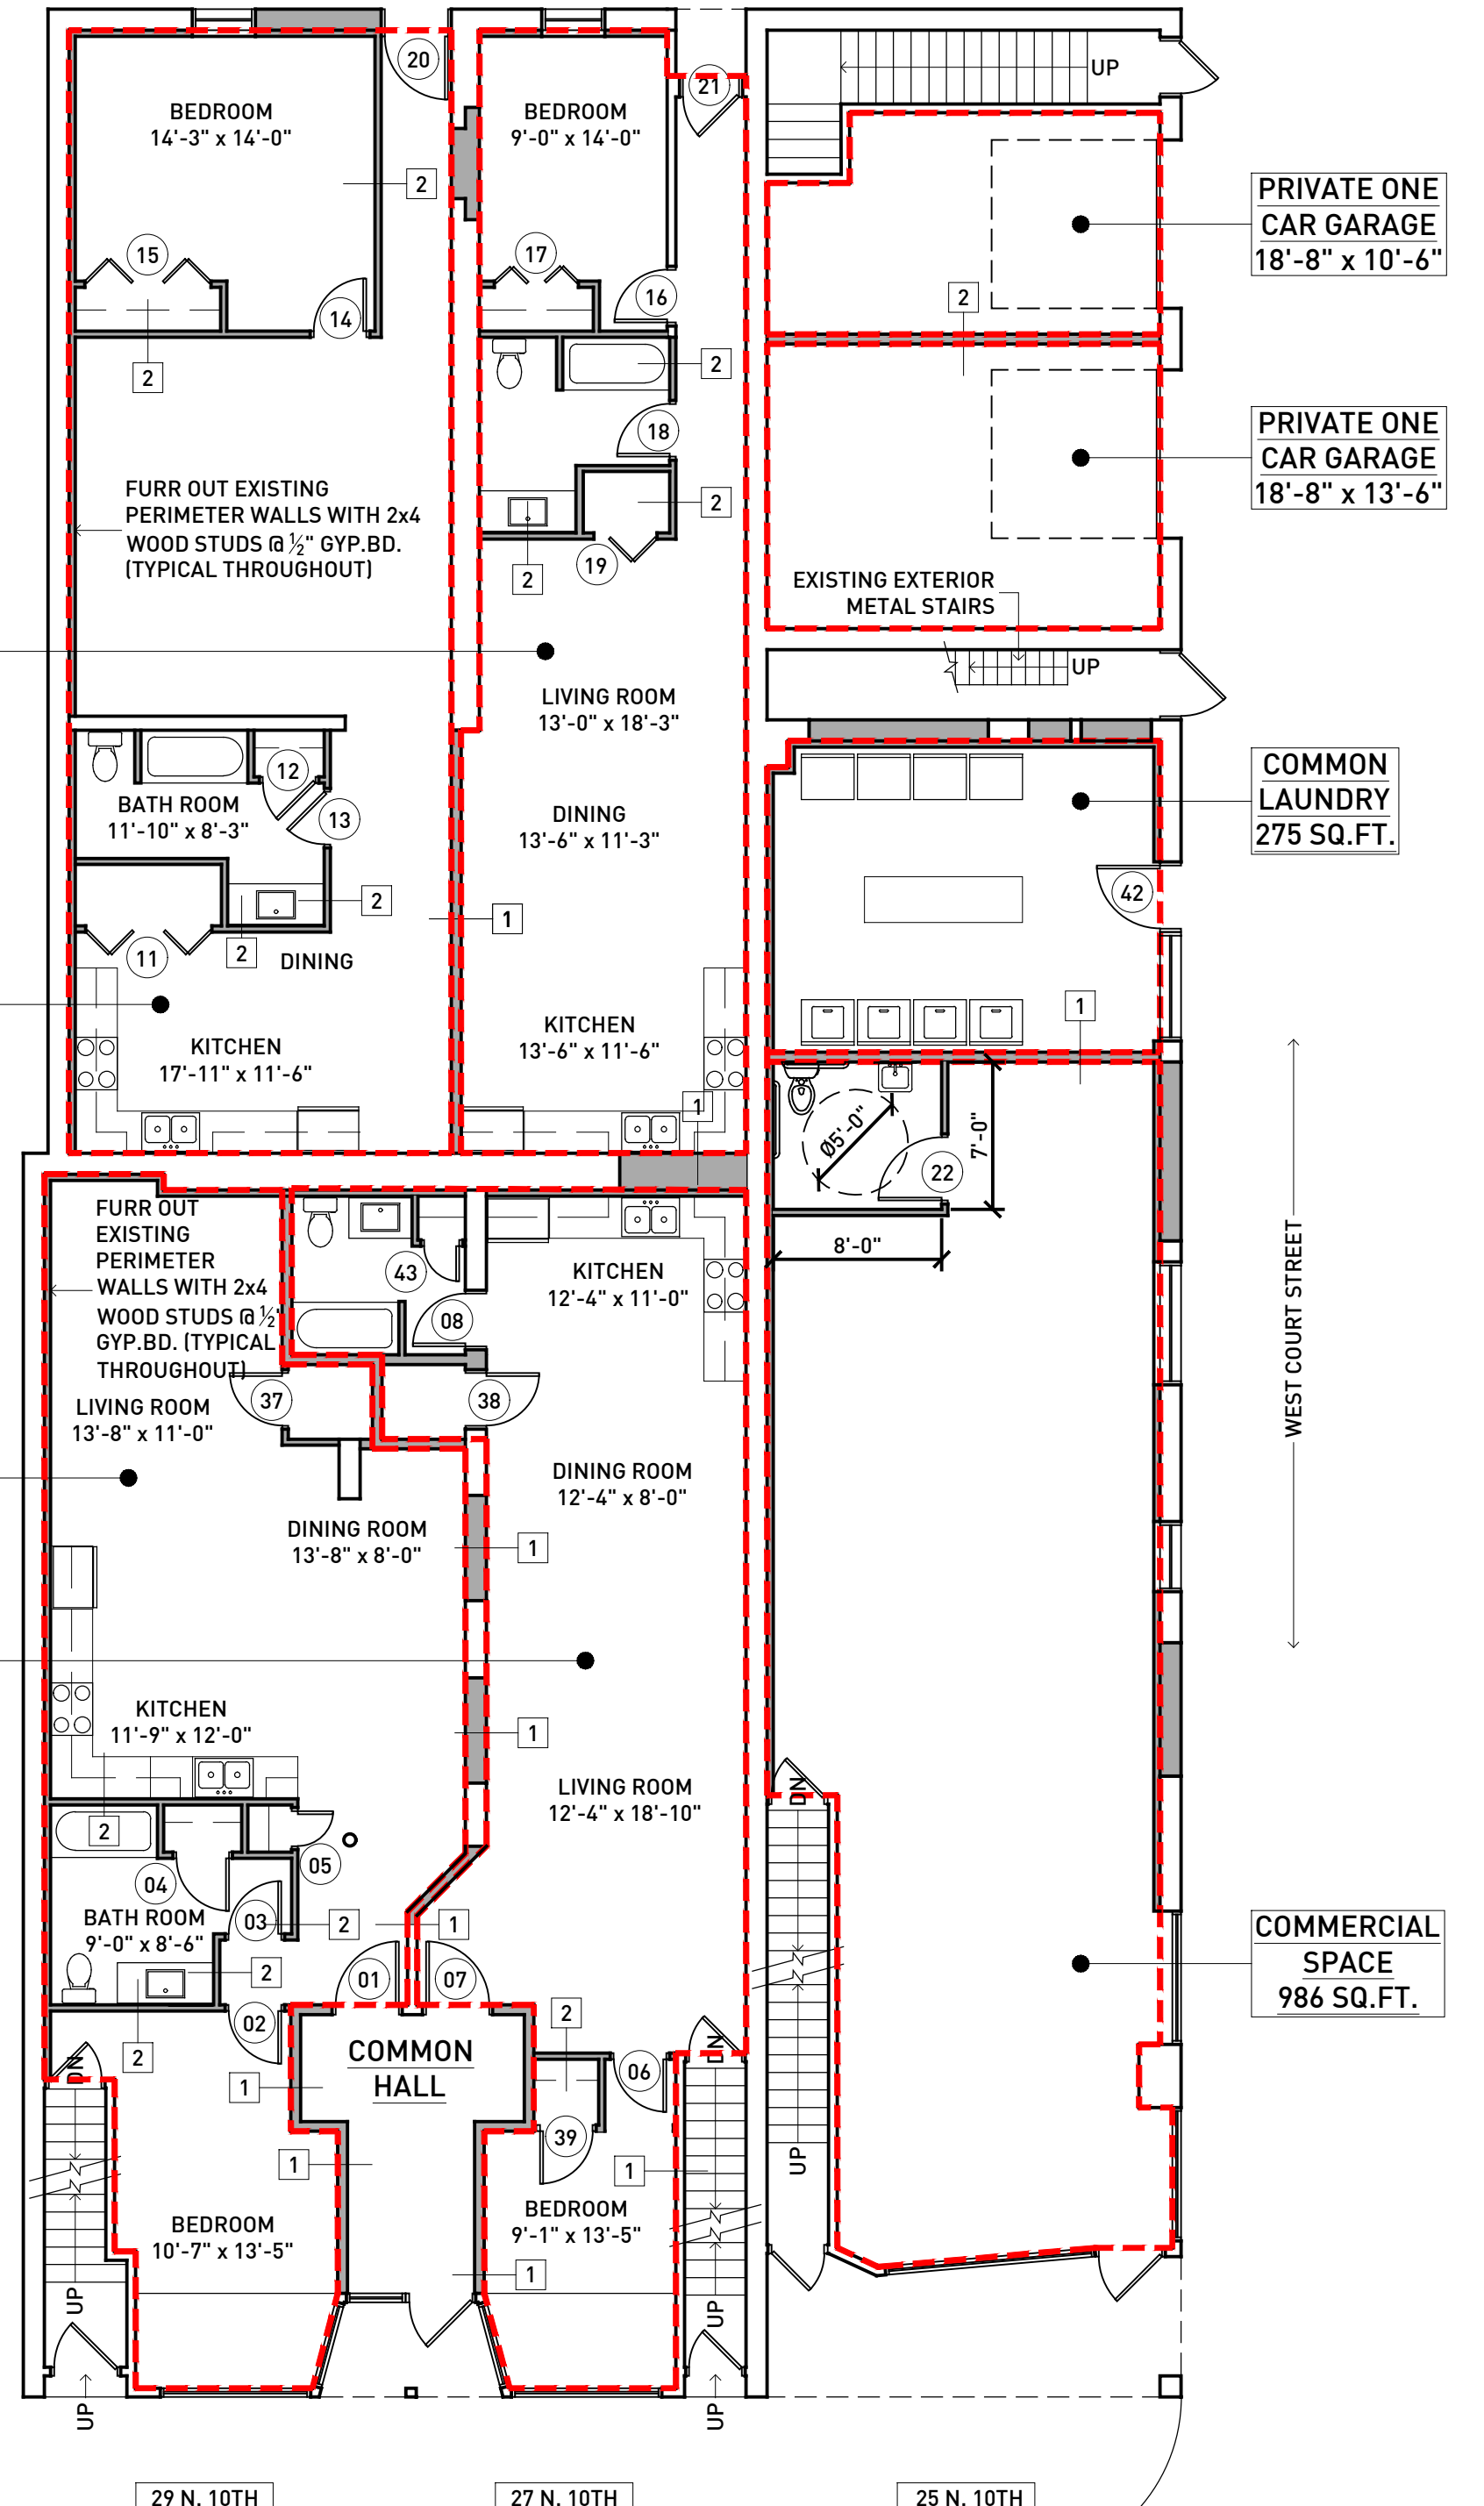 20
21
UP
BEDROOM
14'-3" x 14'-0"
BEDROOM
9'-0" x 14'-0"
2
PRIVATE ONE
CAR GARAGE
18'-8" x 10'-6"
15
17
16
14
2
2
2
18
PRIVATE ONE
CAR GARAGE
18'-8" x 13'-6"
FURR OUT EXISTING
PERIMETER WALLS WITH 2x4
WOOD STUDS @ ½" GYP.BD.
(TYPICAL THROUGHOUT)
2
19
2
EXISTING EXTERIOR
METAL STAIRS
UP
LIVING ROOM
13'-0" x 18'-3"
12
BATH ROOM
11'-10" x 8'-3"
13
DINING
13'-6" x 11'-3"
COMMON
LAUNDRY
275 SQ.FT.
42
2
2
1
11
DINING
1
KITCHEN
17'-11" x 11'-6"
KITCHEN
13'-6" x 11'-6"
1
Ø5'-0"
7'-0"
22
8'-0"
FURR OUT
EXISTING
PERIMETER
WALLS WITH 2x4
WOOD STUDS @ ½"
GYP.BD. (TYPICAL
THROUGHOUT)
43
08
KITCHEN
12'-4" x 11'-0"
WEST COURT STREET
37
38
LIVING ROOM
13'-8" x 11'-0"
DINING ROOM
12'-4" x 8'-0"
DINING ROOM
13'-8" x 8'-0"
1
KITCHEN
11'-9" x 12'-0"
1
LIVING ROOM
12'-4" x 18'-10"
DN
2
05
04
03
2
1
BATH ROOM
9'-0" x 8'-6"
2
01
07
COMMERCIAL
SPACE
986 SQ.FT.
02
2
2
COMMON
HALL
DN
DN
06
1
39
1
1
UP
BEDROOM
10'-7" x 13'-5"
BEDROOM
9'-1" x 13'-5"
1
UP
UP
UP
UP
29 N. 10TH
27 N. 10TH
25 N. 10TH